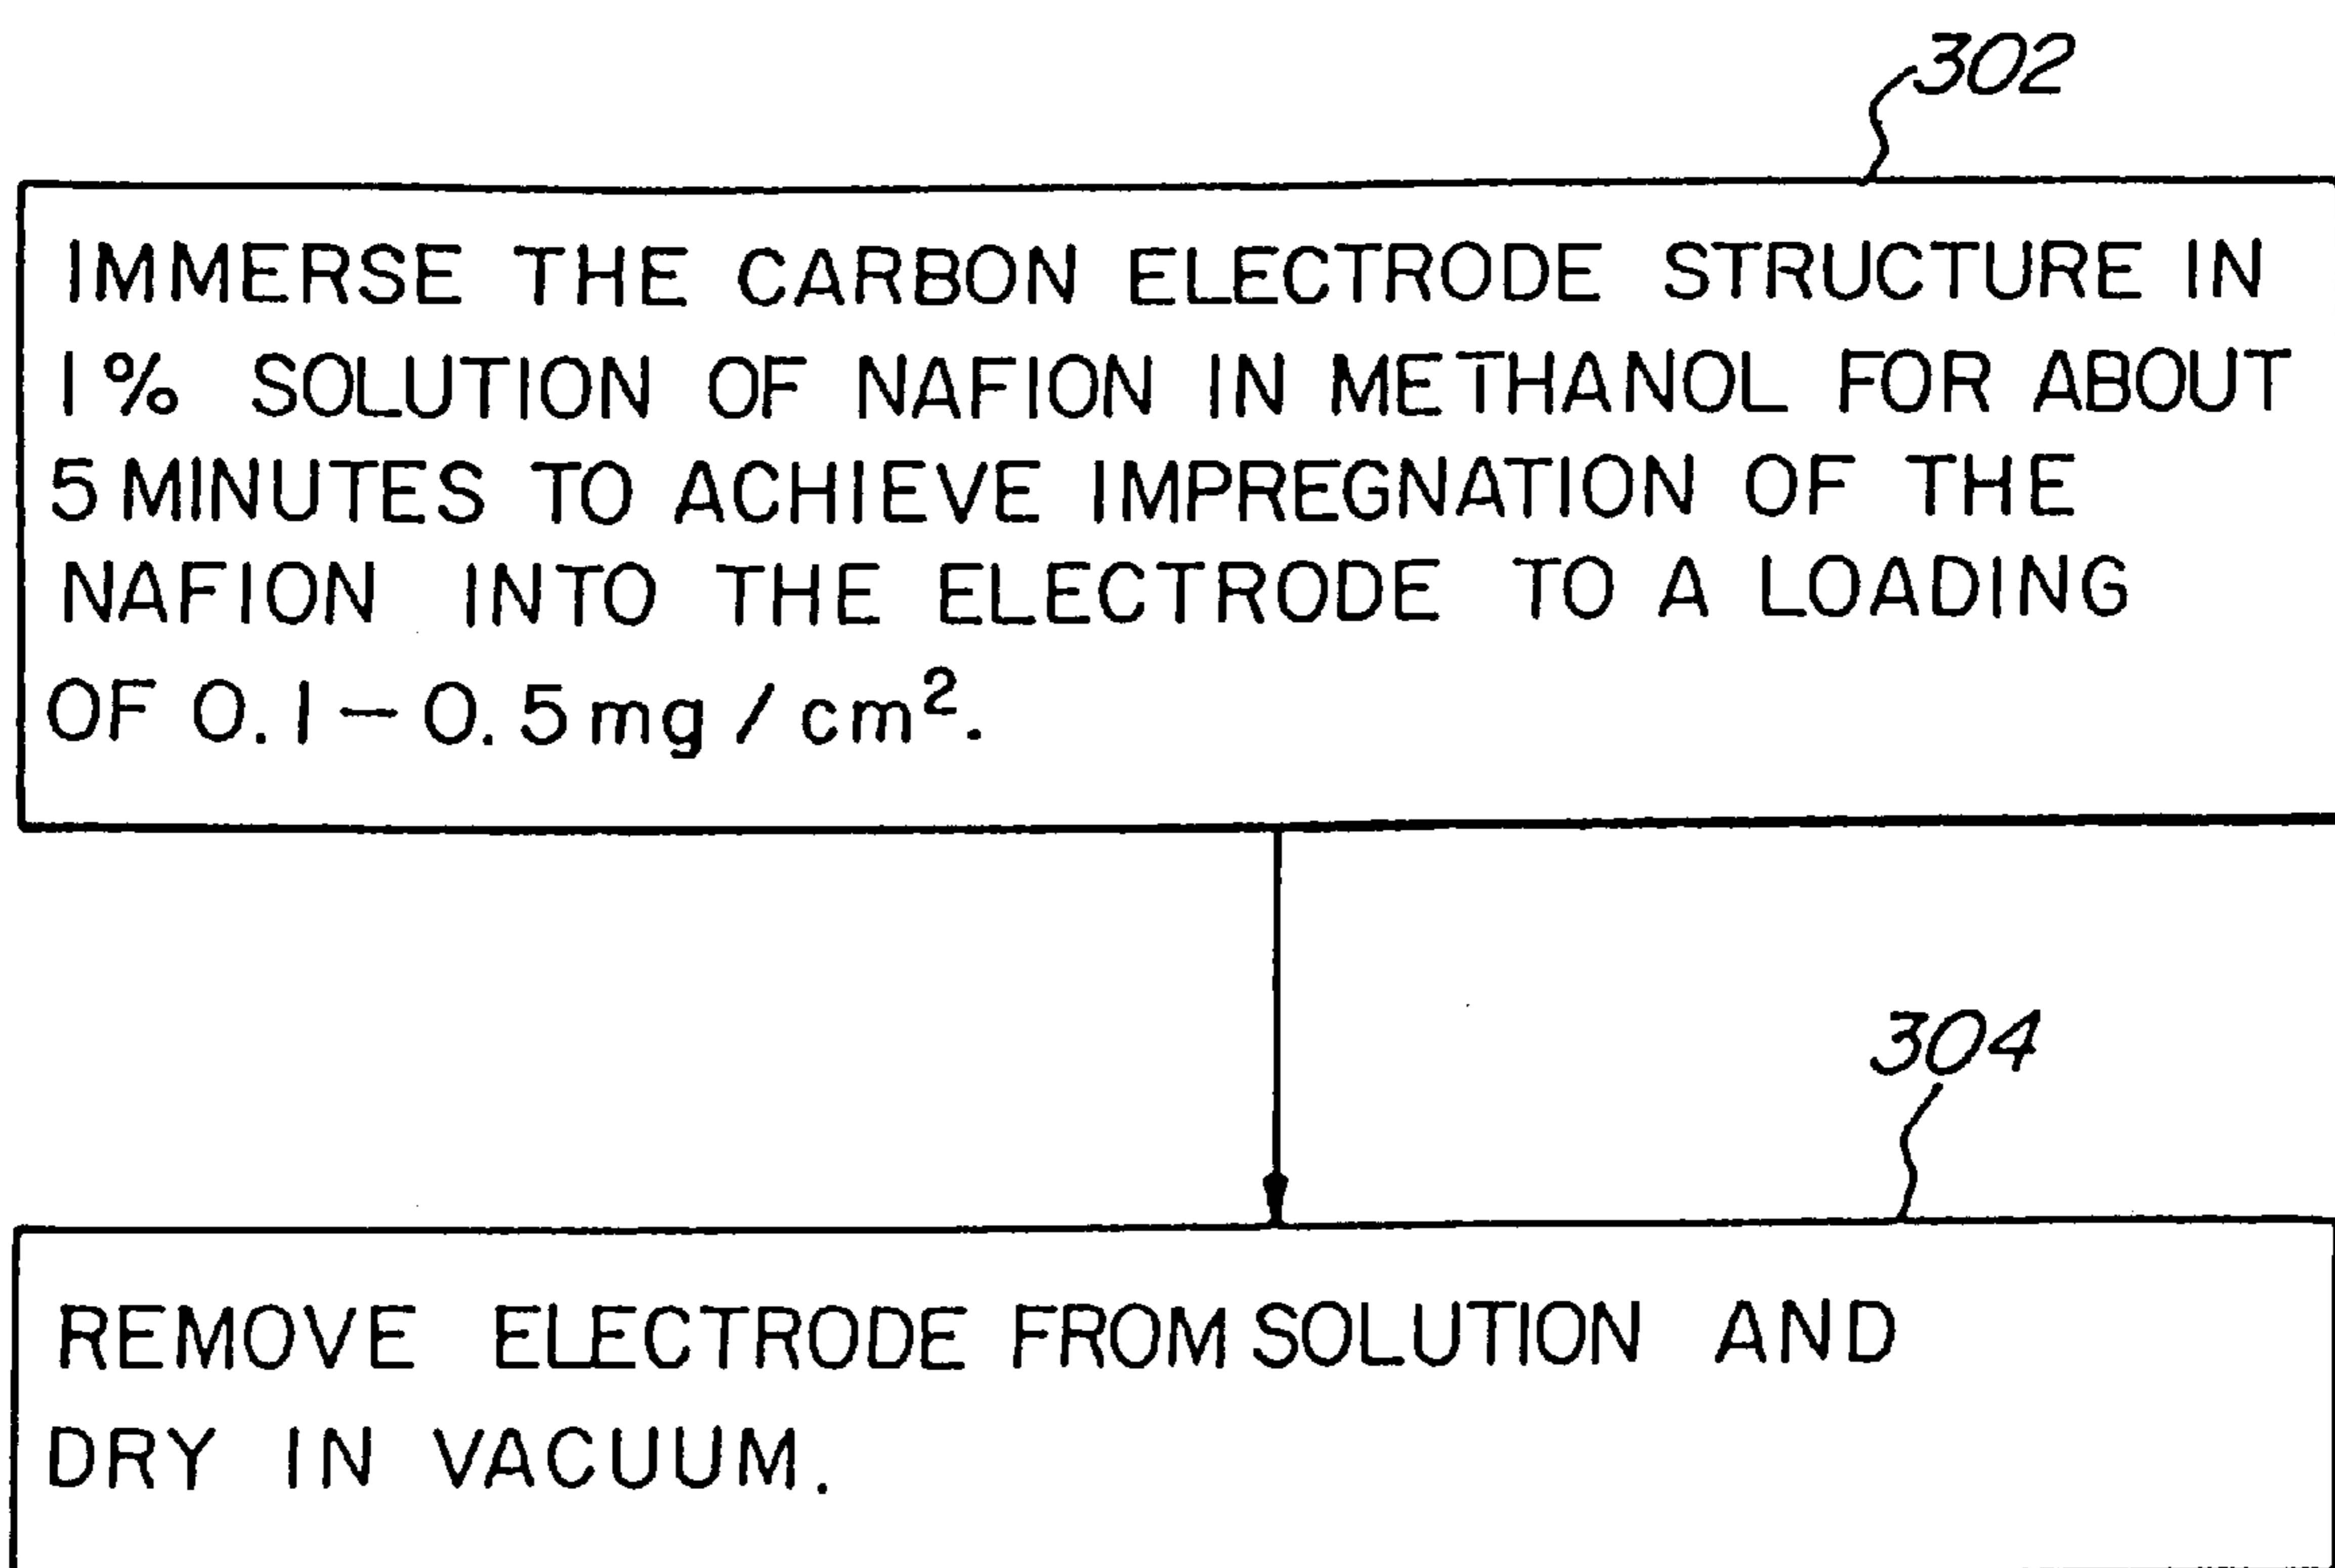 302
IMMERSE THE CARBON ELECTRODE STRUCTURE IN
1% SOLUTION OF NAFION IN METHANOL FOR ABOUT
5 MINUTES TO ACHIEVE IMPREGNATION OF THE
NAFION INTO THE ELECTRODE TO A LOADING
OF 0.1-0.5mg/cm².
304
REMOVE ELECTRODE FROM SOLUTION AND
DRY IN VACUUM.